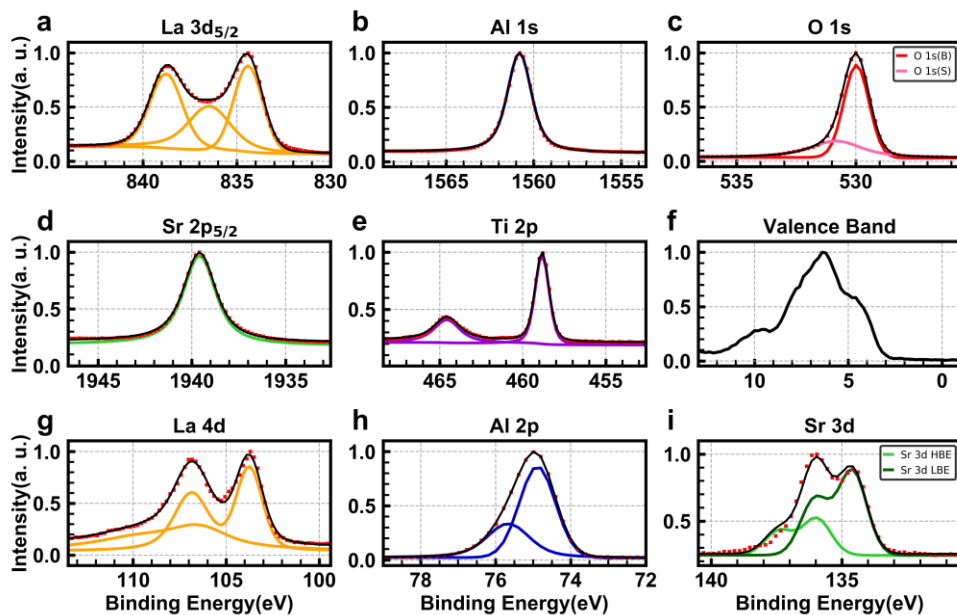 a La 3d5/2
b Al 1s
c O 1s
Intensity(a. u.)
1.0
0.5
0.0
840 835 830
1.0
0.5
0.0
1565 1560 1555
1.0
0.5
0.0
535 530
O 1s(B)
O 1s(S)
d Sr 2p5/2
e Ti 2p
f Valence Band
Intensity(a. u.)
1.0
0.5
0.0
1945 1940 1935
1.0
0.5
465 460 455
1.0
0.5
0.0
10 5 0
g La 4d
h Al 2p
i Sr 3d
Intensity(a. u.)
1.0
0.5
0.0
110 105 100
Binding Energy(eV)
1.0
0.5
0.0
78 76 74 72
Binding Energy(eV)
1.0
0.5
0.0
140 135
Binding Energy(eV)
Sr 3d HBE
Sr 3d LBE